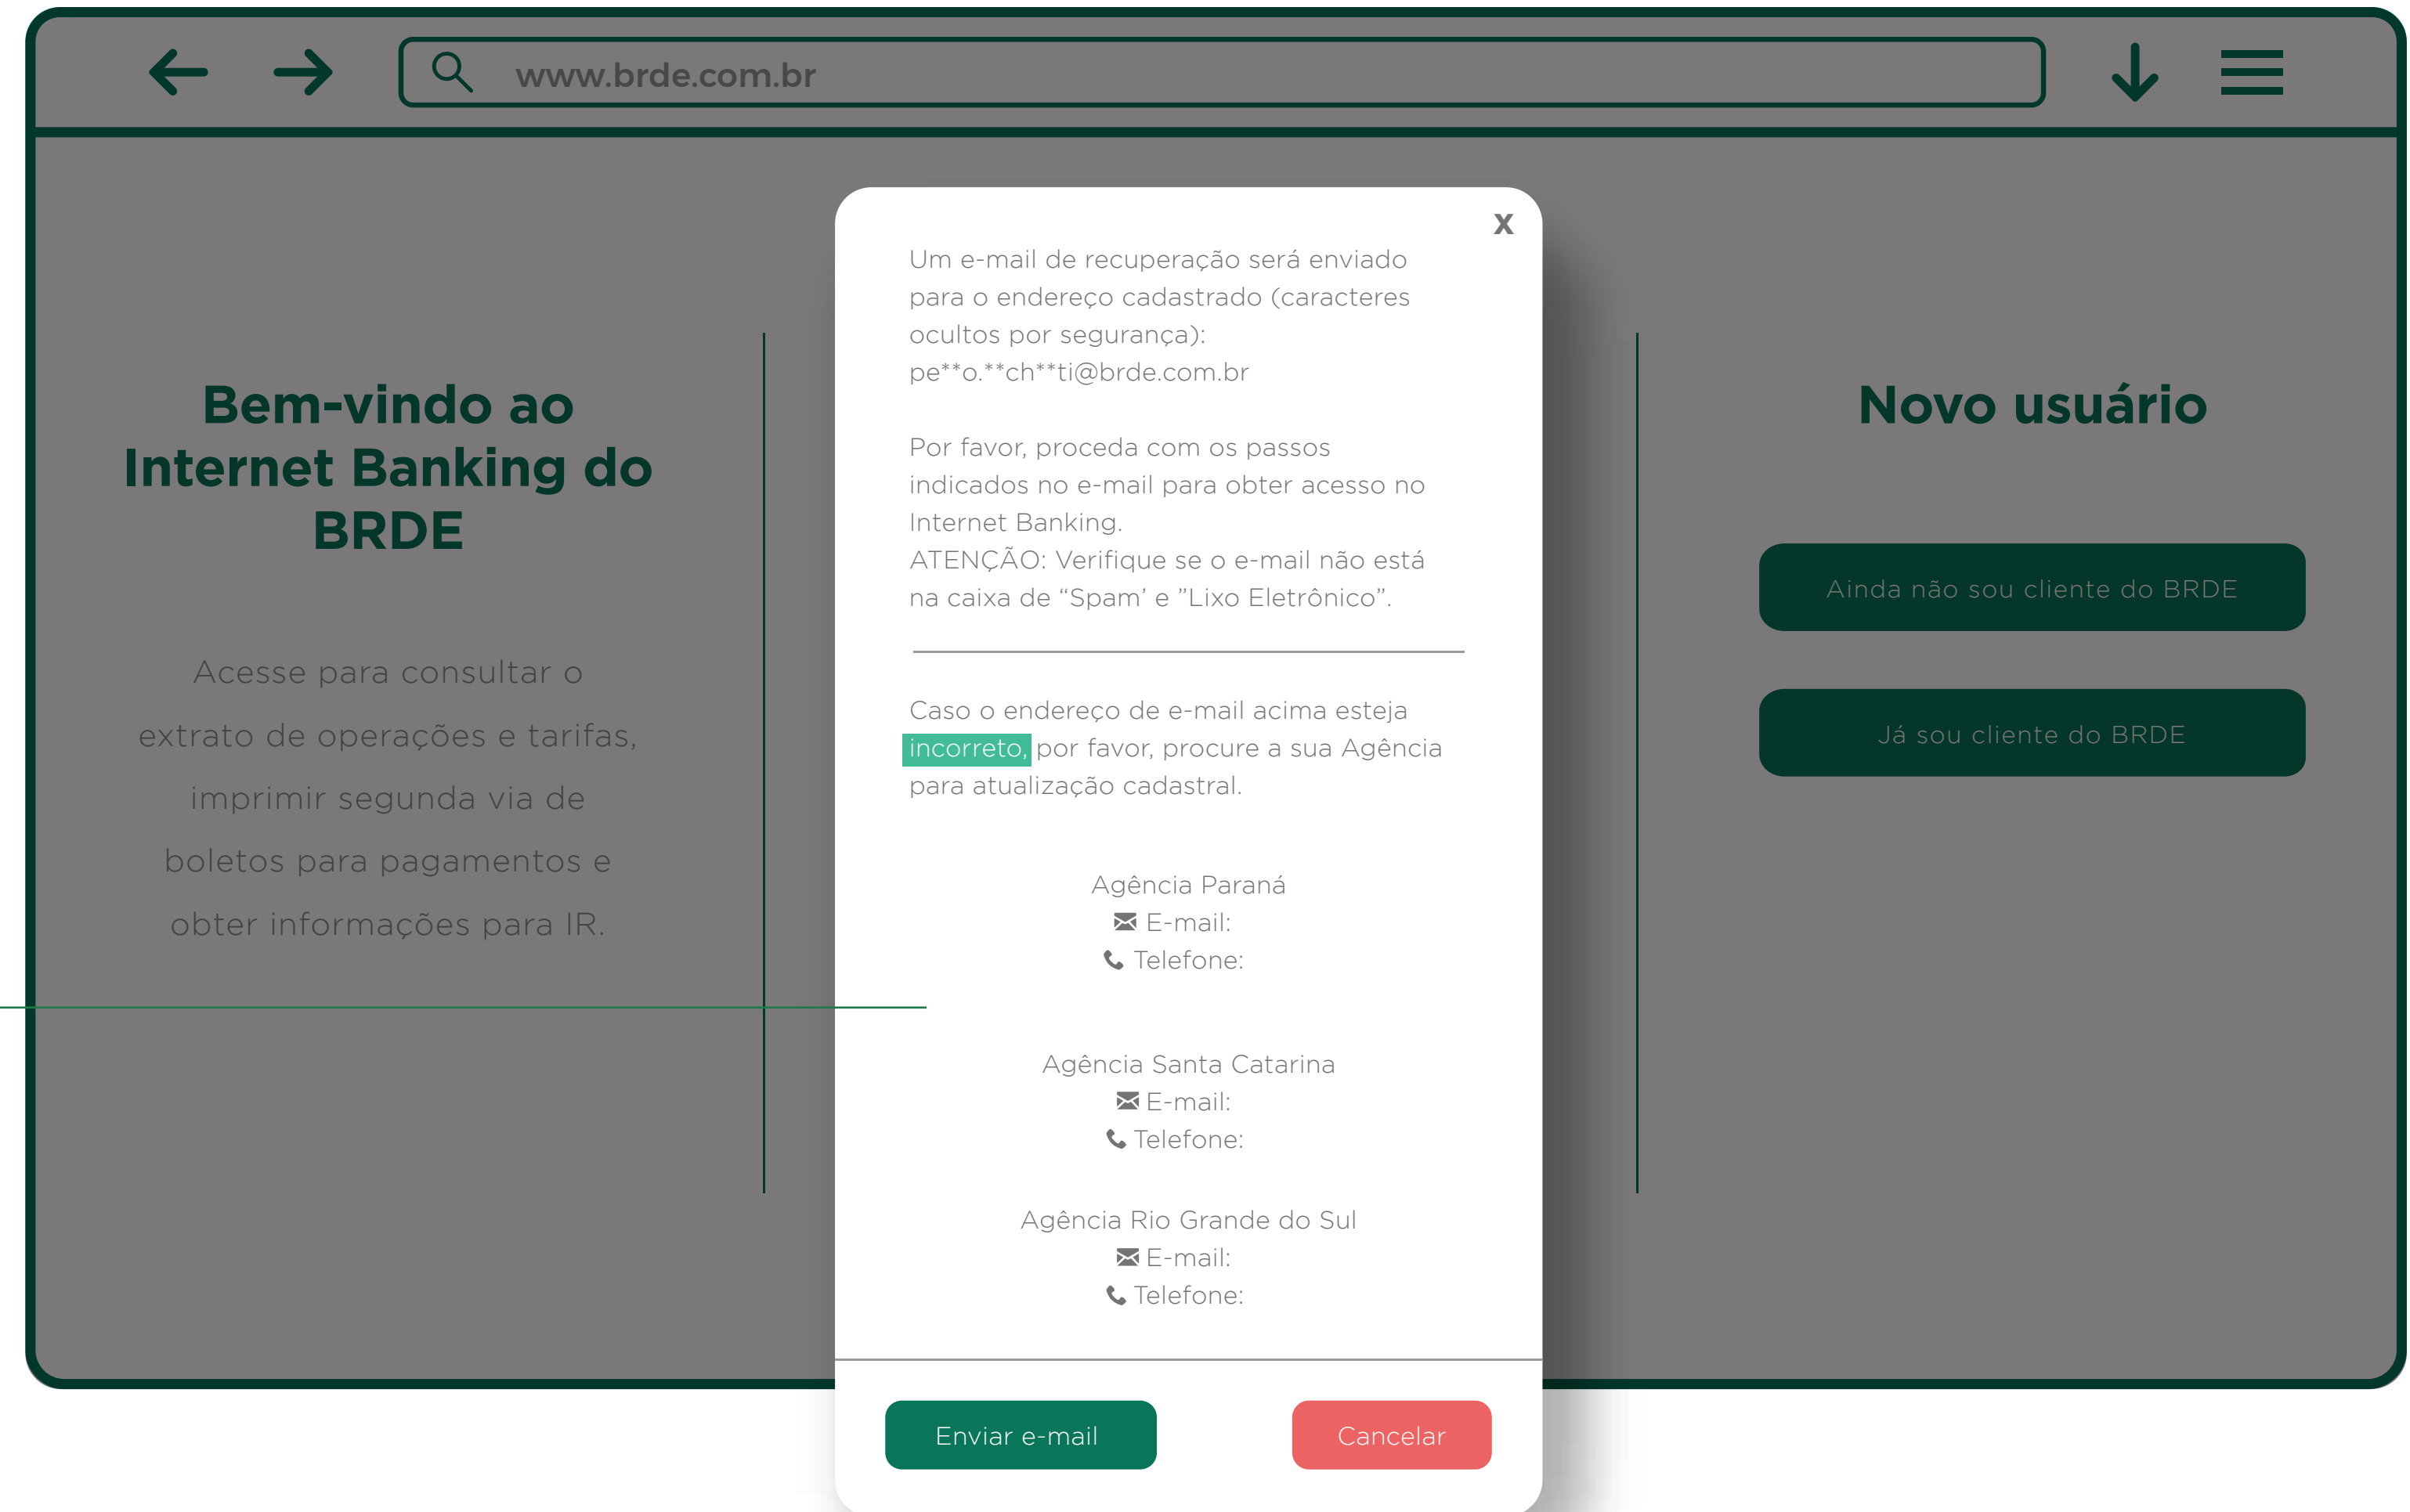 www.brde.com.br
Bem-vindo ao
Internet Banking do
BRDE
Acesse para consultar o
extrato de operações e tarifas,
imprimir segunda via de
boletos para pagamentos e
obter informações para IR.
x
Um e-mail de recuperação será enviado
para o endereço cadastrado (caracteres
ocultos por segurança):
pe**o.**ch**ti@brde.com.br
Por favor, proceda com os passos
indicados no e-mail para obter acesso no
Internet Banking.
ATENÇÃO: Verifique se o e-mail não está
na caixa de “Spam’ e ”Lixo Eletrônico”.
Caso o endereço de e-mail acima esteja
incorreto, por favor, procure a sua Agência
para atualização cadastral.
Agência Paraná
E-mail:
Telefone:
Agência Santa Catarina
E-mail:
Telefone:
Agência Rio Grande do Sul
E-mail:
Telefone:
Enviar e-mail
Cancelar
Novo usuário
Ainda não sou cliente do BRDE
Já sou cliente do BRDE